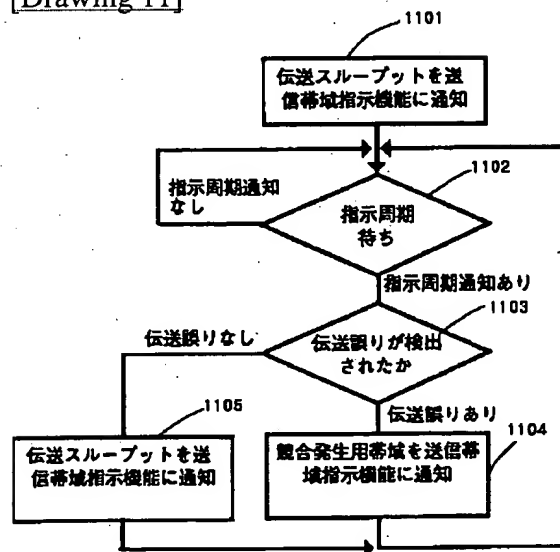 [Drawing 11]
1101
伝送スループットを送
信帯域指示機能に通知
1102
指示周期通知
なし
指示周期
待ち
指示周期通知あり
1103
伝送誤りなし
伝送誤りが検出
されたか
1105
伝送誤りあり
1104
伝送スループットを送
信帯域指示機能に通知
競合発生用帯域を送信帯
域指示機能に通知